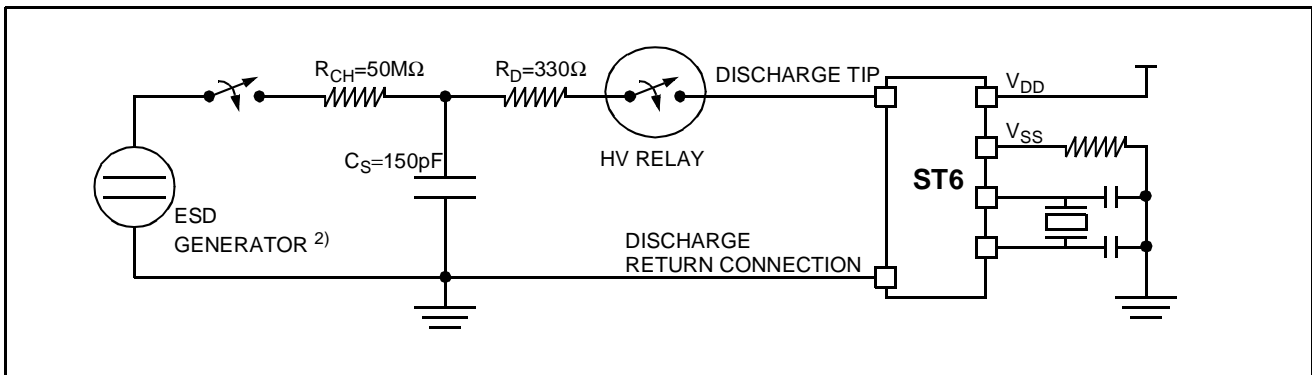 R_CH=50MΩ
R_D=330Ω
DISCHARGE TIP
V_DD
V_SS
HV RELAY
C_S=150pF
ST6
ESD
GENERATOR ²⁾
DISCHARGE
RETURN CONNECTION